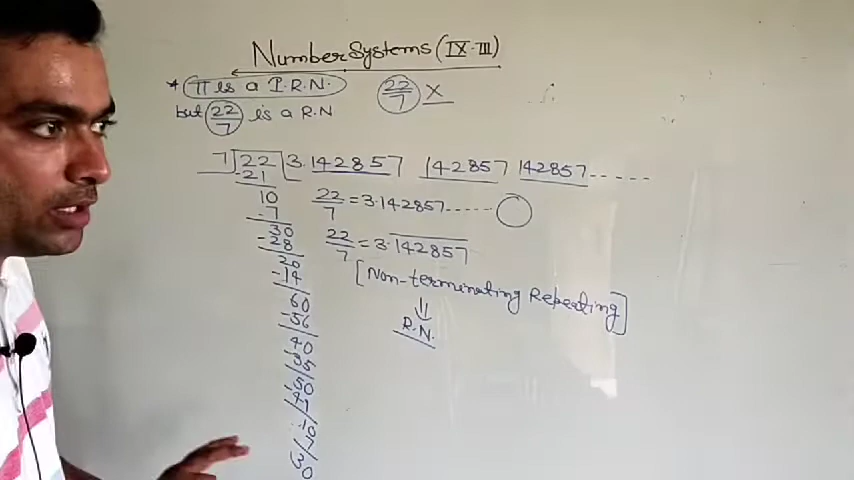 Number Systems (IX-III)
* π is a I.R.N.
22/7 X
but 22/7 is a R.N
7 22 3.142857 142857 142857 ......
-21
10
-7
30
-28
20
-14
60
-56
40
-35
50
-49
10
7
30
22/7 = 3.142857......
22/7 = 3.142857
[Non-terminating Repeating]
⇓
R.N.